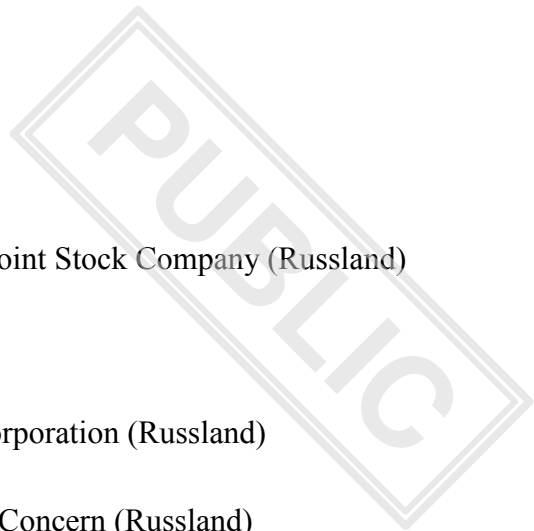 PUBLIC
oint Stock Company (Russland)
orporation (Russland)
Concern (Russland)